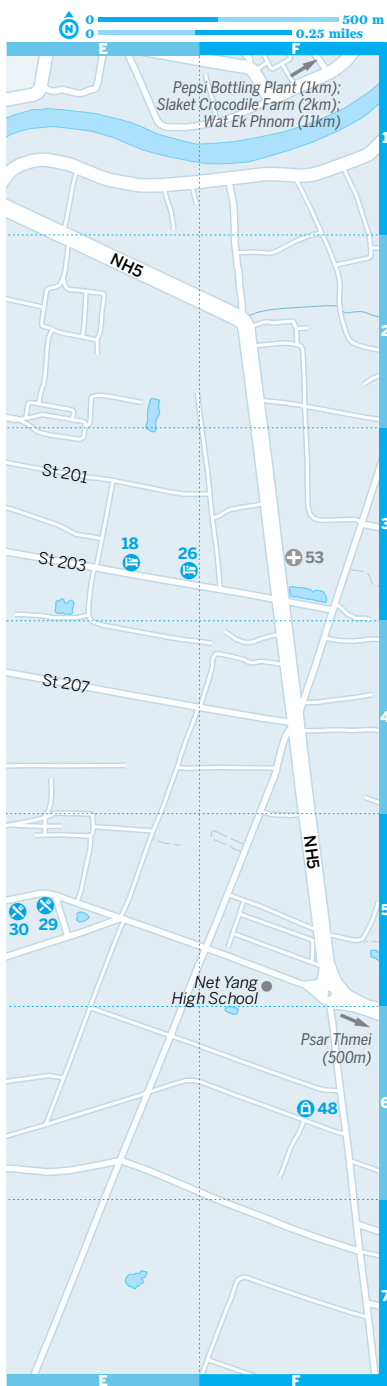 N
0 500 m
0 0.25 miles
E F
Pepsi Bottling Plant (1km);
Slaket Crocodile Farm (2km);
Wat Ek Phnom (11km)
1
NH5
2
St 201
3
18
26
53
St 203
St 207
4
NH5
5
30
29
Net Yang
High School
Psar Thmei
(500m)
6
48
7
E F